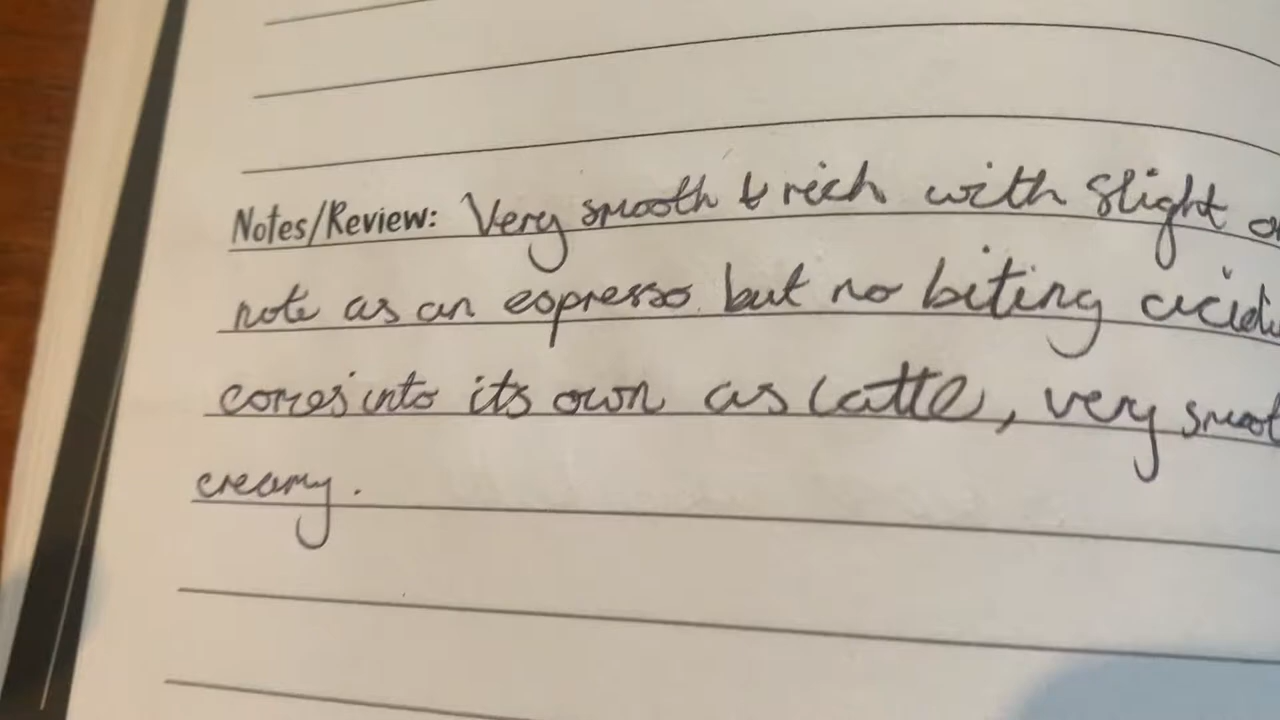 Notes/Review: Very smooth & rich with slight
note as an espresso but no biting
comes into its own as latte, very
creamy.